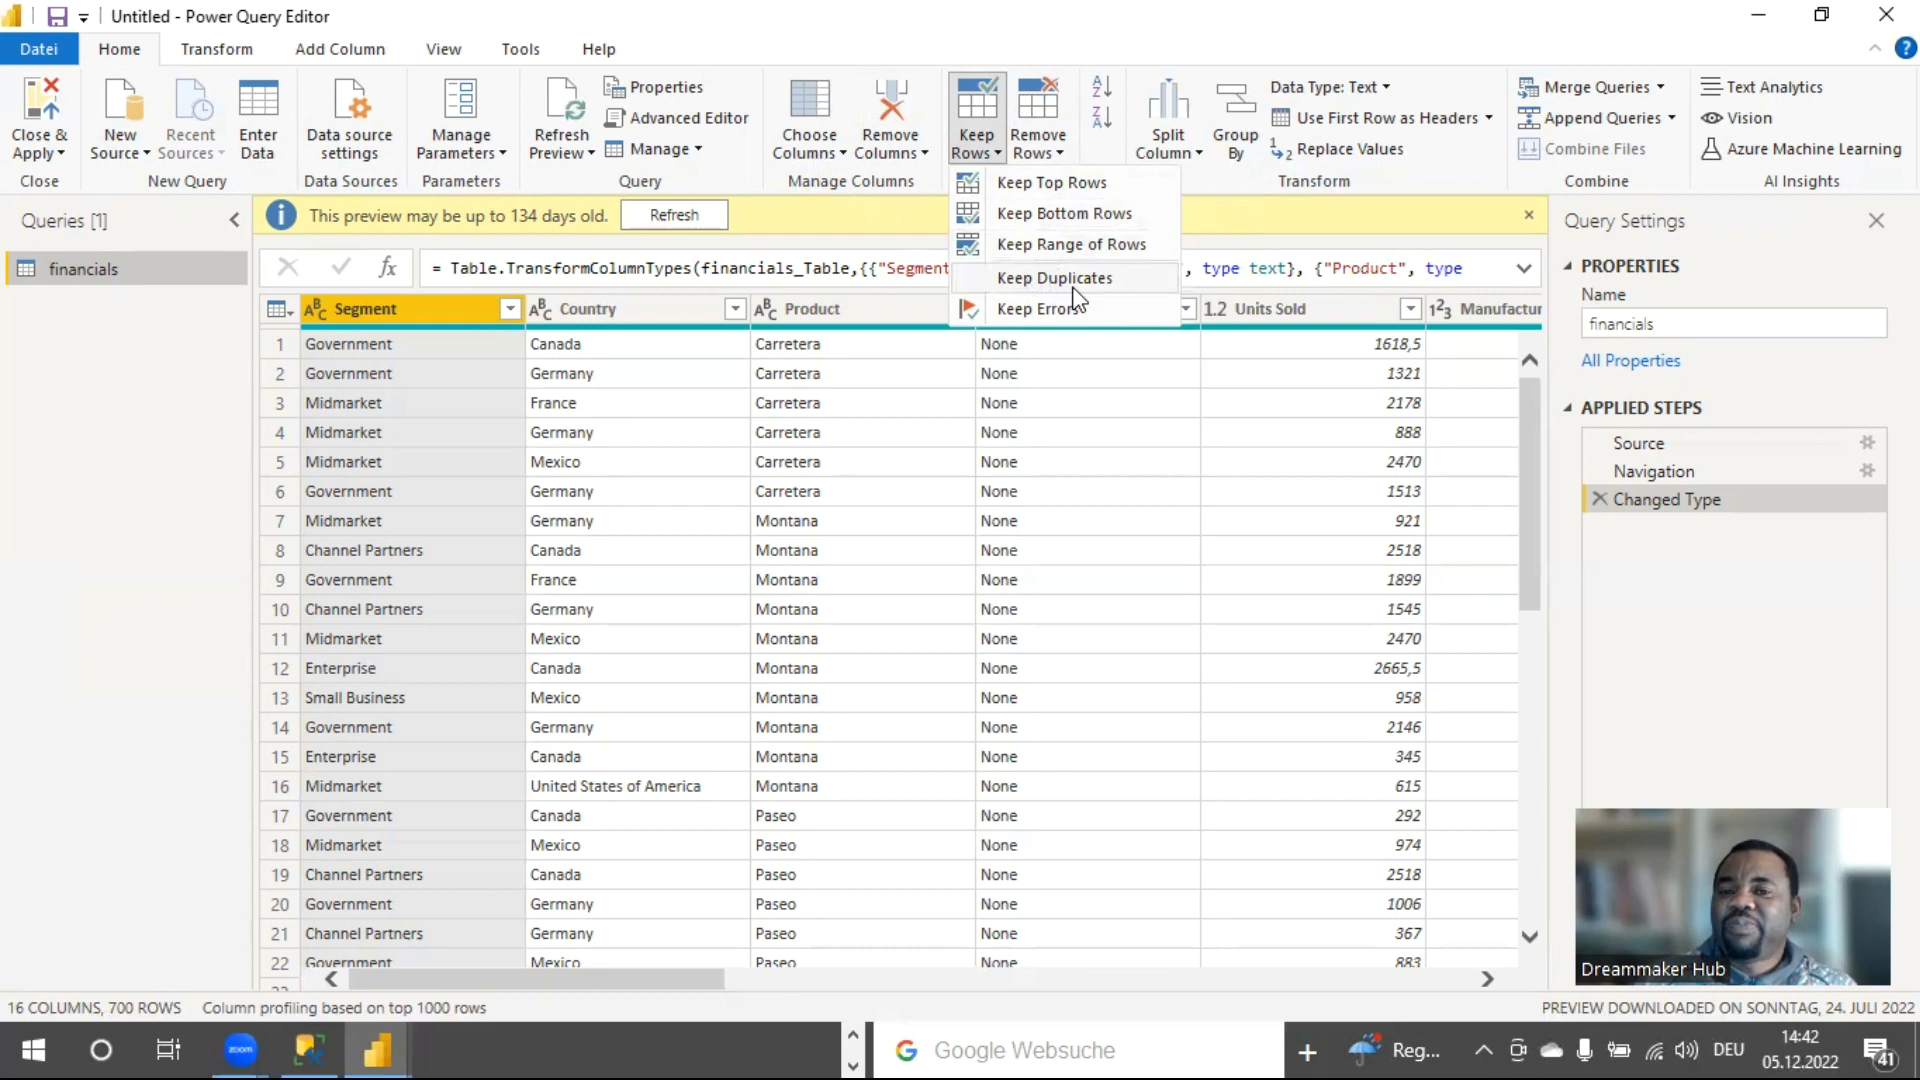 Untitled - Power Query Editor
Datei Home Transform Add Column View Tools Help
Close & Apply
New Source
Recent Sources
Enter Data
Data source settings
Manage Parameters
Refresh Preview
Properties
Advanced Editor
Manage
Choose Columns
Remove Columns
Keep Rows
Remove Rows
Split Column
Group By
Data Type: Text
Use First Row as Headers
Replace Values
Merge Queries
Append Queries
Combine Files
Text Analytics
Vision
Azure Machine Learning
Close New Query Data Sources Parameters Query Manage Columns Transform Combine AI Insights
Keep Top Rows
Keep Bottom Rows
Keep Range of Rows
Keep Duplicates
Keep Error
Queries [1]
financials
This preview may be up to 134 days old. Refresh
= Table.TransformColumnTypes(financials_Table,{{"Segment , type text}, {"Product", type
Segment Country Product 1.2 Units Sold Manufactur
1 Government Canada Carretera None 1618,5
2 Government Germany Carretera None 1321
3 Midmarket France Carretera None 2178
4 Midmarket Germany Carretera None 888
5 Midmarket Mexico Carretera None 2470
6 Government Germany Carretera None 1513
7 Midmarket Germany Montana None 921
8 Channel Partners Canada Montana None 2518
9 Government France Montana None 1899
10 Channel Partners Germany Montana None 1545
11 Midmarket Mexico Montana None 2470
12 Enterprise Canada Montana None 2665,5
13 Small Business Mexico Montana None 958
14 Government Germany Montana None 2146
15 Enterprise Canada Montana None 345
16 Midmarket United States of America Montana None 615
17 Government Canada Paseo None 292
18 Midmarket Mexico Paseo None 974
19 Channel Partners Canada Paseo None 2518
20 Government Germany Paseo None 1006
21 Channel Partners Germany Paseo None 367
22 Government Mexico Paseo None 883
Query Settings
PROPERTIES
Name
financials
All Properties
APPLIED STEPS
Source
Navigation
Changed Type
Dreammaker Hub
16 COLUMNS, 700 ROWS Column profiling based on top 1000 rows
PREVIEW DOWNLOADED ON SONNTAG, 24. JULI 2022
zoom
Google Websuche
Reg...
DEU
14:42
05.12.2022
41